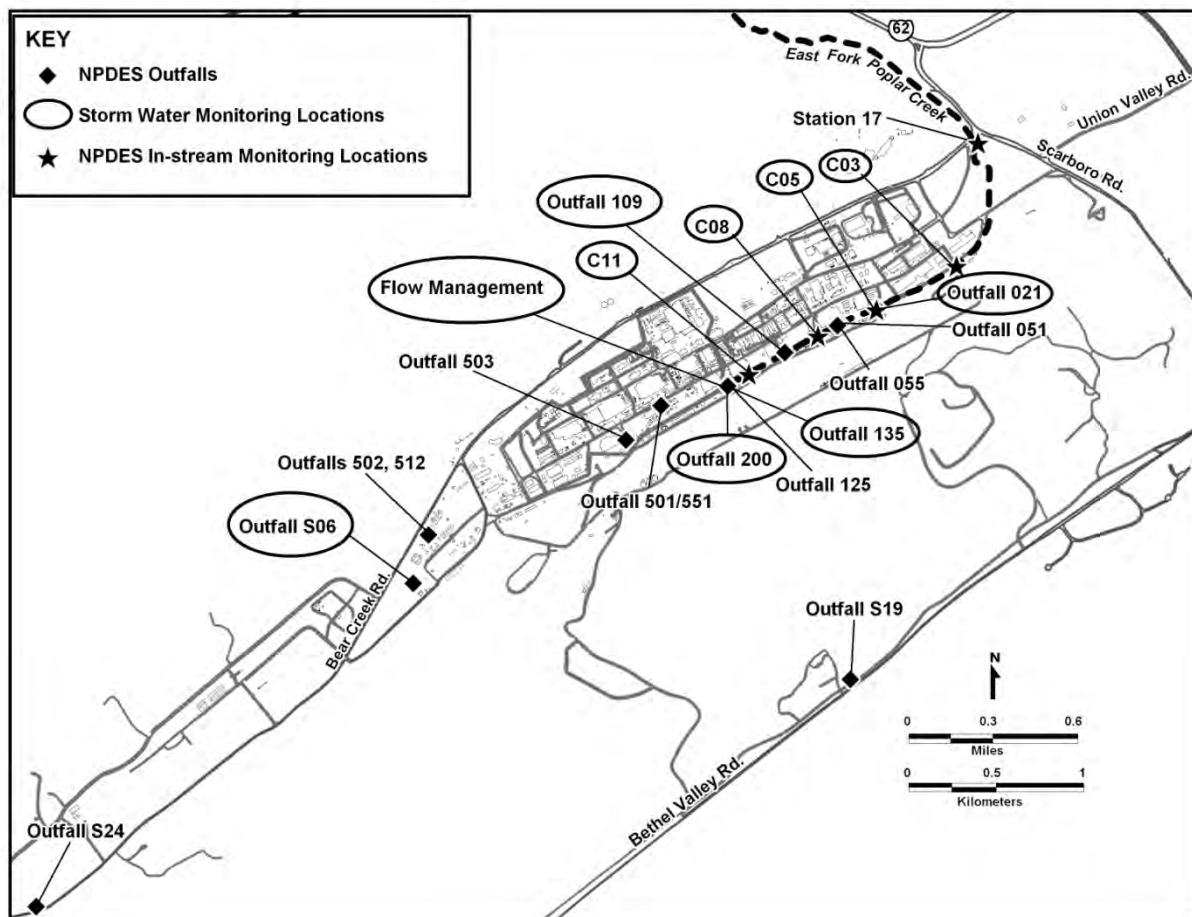 KEY
NPDES Outfalls
Storm Water Monitoring Locations
NPDES In-stream Monitoring Locations
62
East Fork Poplar Creek
Union Valley Rd.
Station 17
Scarboro Rd.
C03
C05
Outfall 109
C08
C11
Flow Management
Outfall 021
Outfall 051
Outfall 503
Outfall 055
Outfall 135
Outfall 200
Outfalls 502, 512
Outfall 125
Outfall 501/551
Outfall S06
Bear Creek Rd.
Outfall S19
N
0 0.3 0.6
Miles
0 0.5 1
Kilometers
Bethel Valley Rd.
Outfall S24